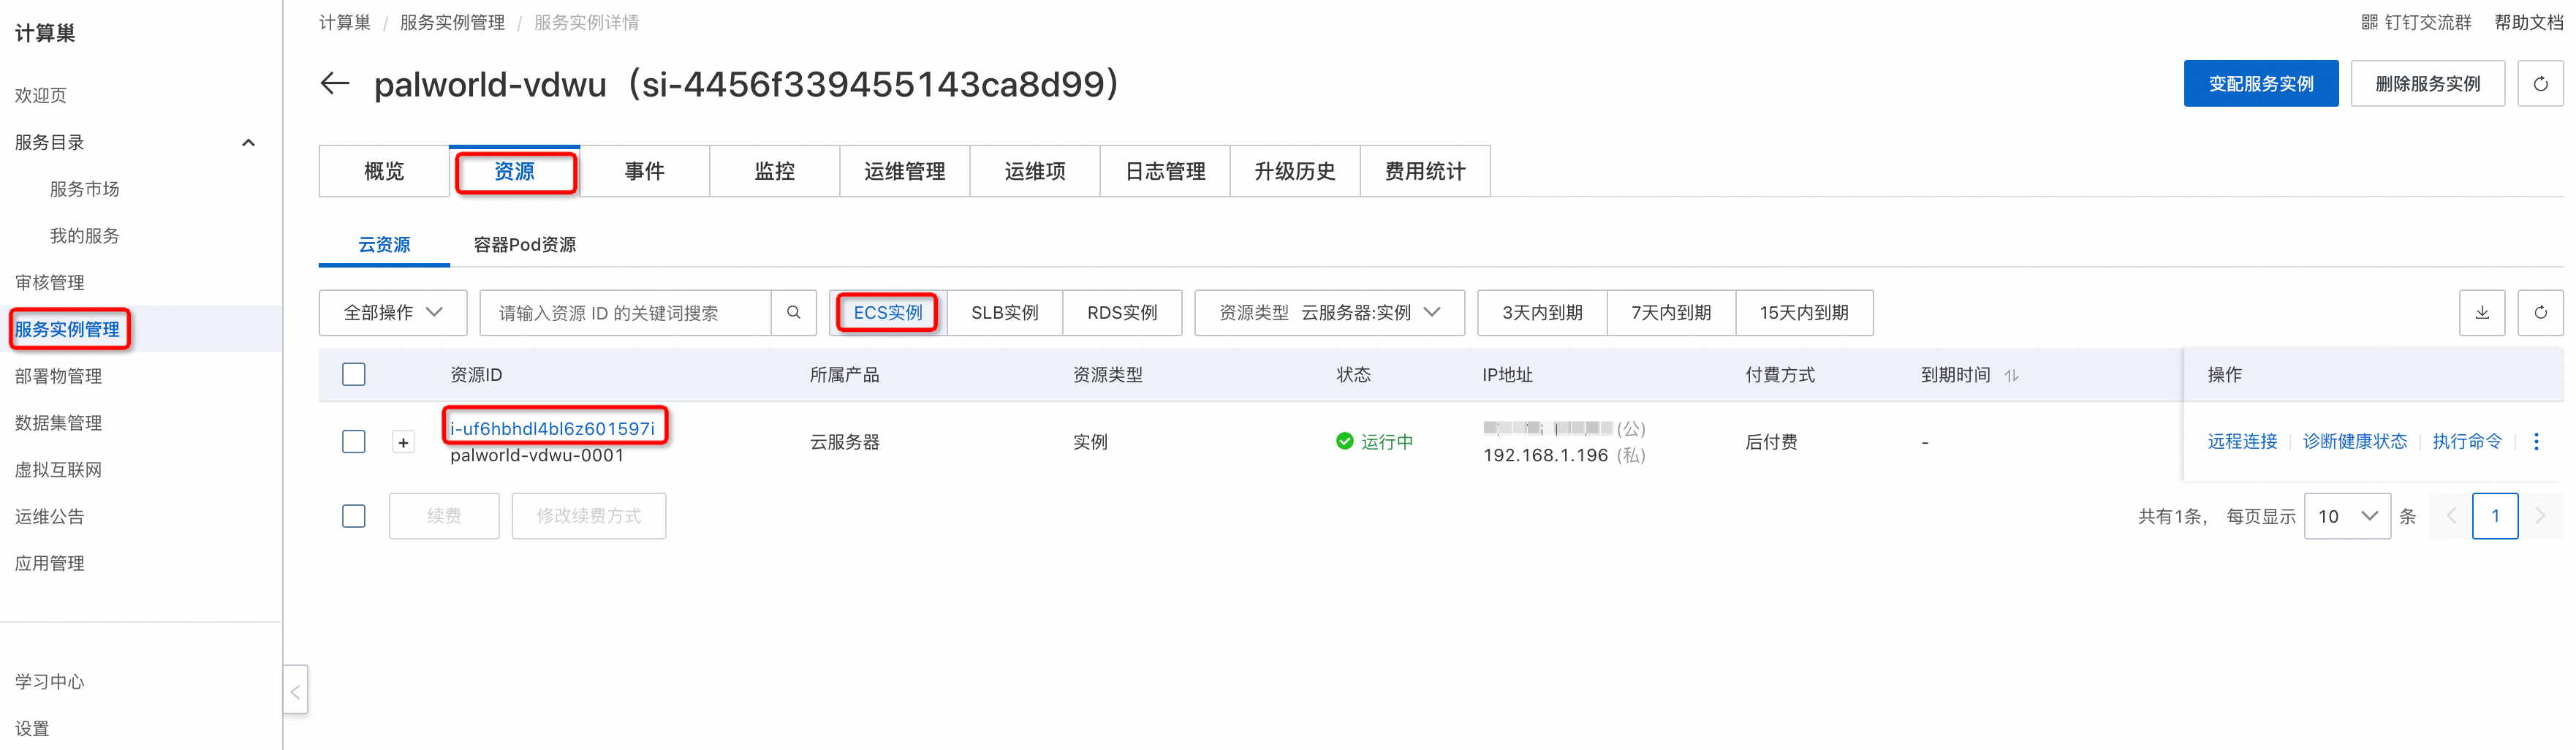 计算巢
欢迎页
服务目录
服务市场
我的服务
审核管理
服务实例管理
部署物管理
数据集管理
虚拟互联网
运维公告
应用管理
学习中心
设置
计算巢 / 服务实例管理 / 服务实例详情
钉钉交流群 帮助文档
palworld-vdwu（si-4456f339455143ca8d99）
变配服务实例 删除服务实例
概览 资源 事件 监控 运维管理 运维项 日志管理 升级历史 费用统计
云资源 容器Pod资源
全部操作 请输入资源 ID 的关键词搜索 ECS实例 SLB实例 RDS实例 资源类型 云服务器:实例 3天内到期 7天内到期 15天内到期
资源ID 所属产品 资源类型 状态 IP地址 付費方式 到期时间 操作
i-uf6hbhdl4bl6z601597i
palworld-vdwu-0001
云服务器 实例 运行中
(公)
192.168.1.196 (私)
后付费 - 远程连接 诊断健康状态 执行命令
续费 修改续费方式 共有1条， 每页显示 10 条 1